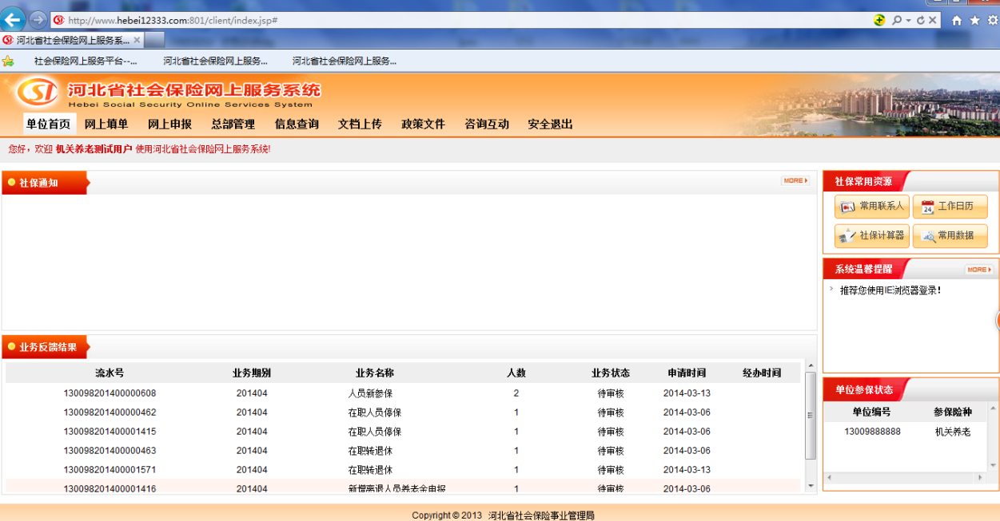 http://www.hebei12333.com:801/client/index.jsp#
河北省社会保险网上服务系... ×
社会保险网上服务平台--... 河北省社会保险网上服务... 河北省社会保险网上服务...
SI 河北省社会保险网上服务系统
Hebei Social Security Online Services System
单位首页 网上填单 网上申报 总部管理 信息查询 文档上传 政策文件 咨询互动 安全退出
您好，欢迎 机关养老测试用户 使用河北省社会保险网上服务系统!
社保通知 MORE
社保常用资源
常用联系人 24 工作日历
社保计算器 常用数据
系统温馨提醒 MORE
推荐您使用IE浏览器登录!
业务反馈结果
流水号 业务期别 业务名称 人数 业务状态 申请时间 经办时间
130098201400000608 201404 人员新参保 2 待审核 2014-03-13
130098201400000462 201404 在职人员停保 1 待审核 2014-03-06
130098201400001415 201404 在职人员停保 1 待审核 2014-03-06
130098201400000463 201404 在职转退休 1 待审核 2014-03-06
130098201400001571 201404 在职转退休 1 待审核 2014-03-13
130098201400001416 201404 新增离退人员养老金申报 1 待审核 2014-03-06
单位参保状态
单位编号 参保险种
13009888888 机关养老
Copyright © 2013 河北省社会保险事业管理局